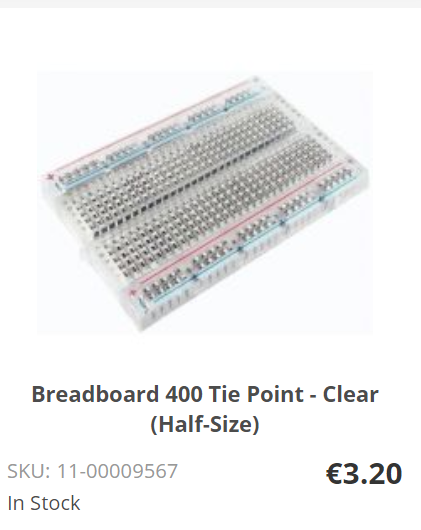 Breadboard 400 Tie Point - Clear
(Half-Size)
SKU: 11-00009567
€3.20
In Stock